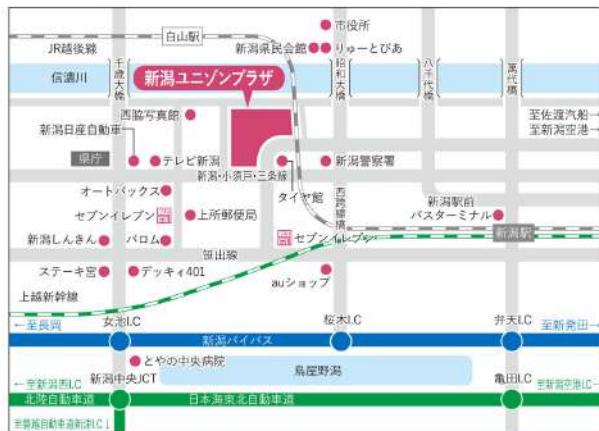 市役所
白山駅
JR越後線
新潟県民会館
りゅーとぴあ
信濃川
千歳大橋
昭和大橋
八千代橋
萬代橋
新潟ユニゾンプラザ
西脇写真館
至佐渡汽船→
至新潟空港→
新潟日産自動車
県庁
テレビ新潟
新潟・小須戸・三条線
タイヤ館
新潟警察署
オートバックス
西跨線橋
新潟駅前
バスターミナル
セブンイレブン
上所郵便局
セブンイレブン
新潟駅
新潟しんきん
パロム
笹出線
ステーキ宮
デッキィ401
auショップ
上越新幹線
女池I.C
桜木I.C
弁天I.C
←至長岡
新潟バイパス
至新発田→
とやの中央病院
鳥屋野潟
新潟中央JCT
亀田I.C
←至新潟西I.C
至新潟空港I.C→
北陸自動車道
日本海東北自動車道
至磐越自動車道新津I.C↓